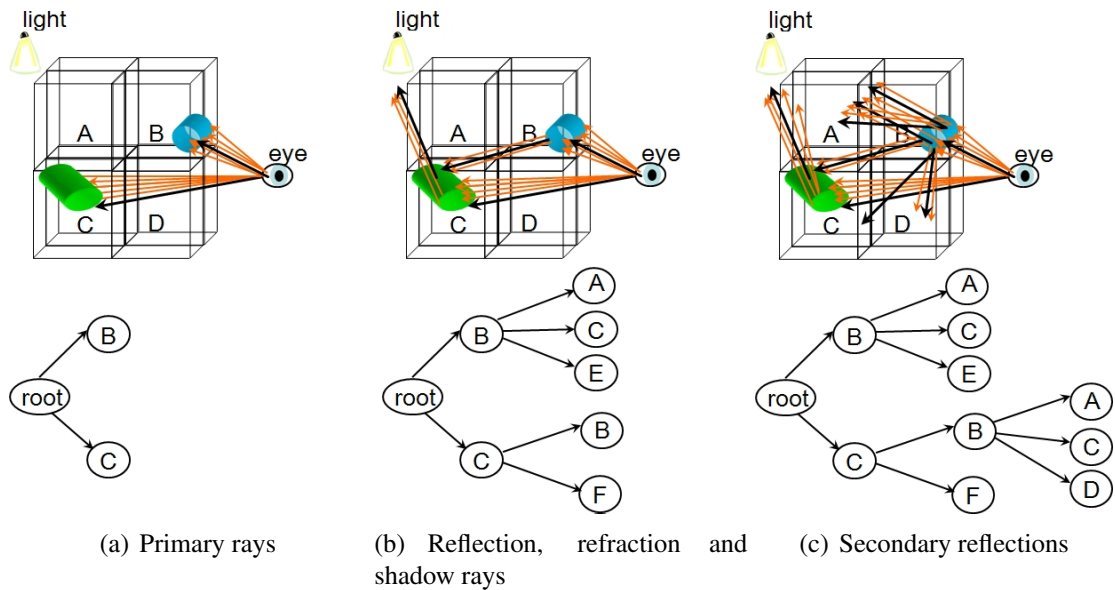 light
A
B
eye
C
D
light
A
B
eye
C
D
light
A
B
eye
C
D
B
root
C
A
B
C
E
root
B
C
F
A
B
C
E
root
A
B
C
C
F
D
(a) Primary rays
(b) Reflection, refraction and
shadow rays
(c) Secondary reflections